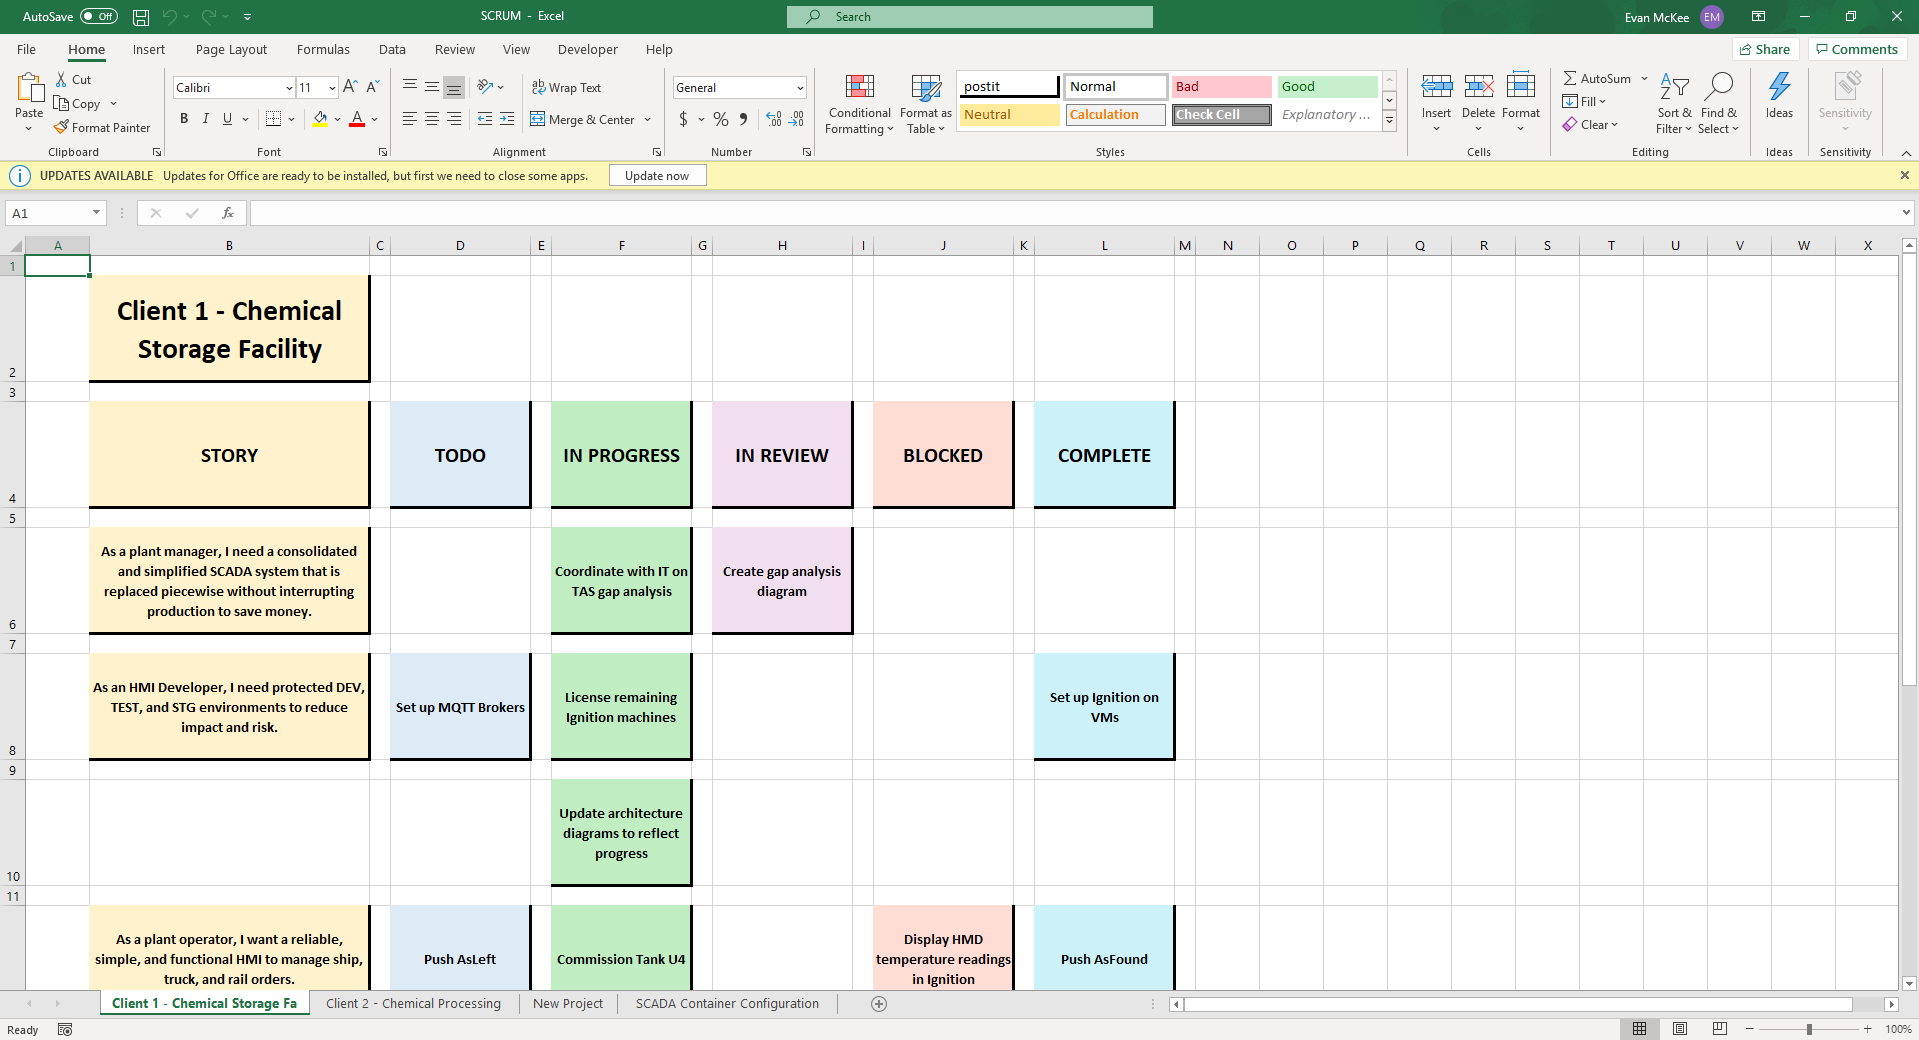 AutoSave Off
SCRUM - Excel
Search
Evan McKee EM
File Home Insert Page Layout Formulas Data Review View Developer Help
Share Comments
Paste
Cut
Copy
Format Painter
Clipboard
Calibri 11
B I U
Font
Wrap Text
Merge & Center
Alignment
General
$ % 9
Number
Conditional Formatting
Format as Table
postit Normal Bad Good
Neutral Calculation Check Cell Explanatory ...
Styles
Insert Delete Format
Cells
AutoSum
Fill
Clear
Sort & Filter
Find & Select
Editing
Ideas
Ideas
Sensitivity
Sensitivity
UPDATES AVAILABLE Updates for Office are ready to be installed, but first we need to close some apps. Update now
A1 fx
A B C D E F G H I J K L M N O P Q R S T U V W X
1
Client 1 - Chemical
Storage Facility
2
3
STORY TODO IN PROGRESS IN REVIEW BLOCKED COMPLETE
4
5
As a plant manager, I need a consolidated
and simplified SCADA system that is
replaced piecewise without interrupting
production to save money.
Coordinate with IT on
TAS gap analysis
Create gap analysis
diagram
6
7
As an HMI Developer, I need protected DEV,
TEST, and STG environments to reduce
impact and risk.
Set up MQTT Brokers
License remaining
Ignition machines
Set up Ignition on
VMs
8
9
Update architecture
diagrams to reflect
progress
10
11
As a plant operator, I want a reliable,
simple, and functional HMI to manage ship,
truck, and rail orders.
Push AsLeft
Commission Tank U4
Display HMD
temperature readings
in Ignition
Push AsFound
Client 1 - Chemical Storage Fa Client 2 - Chemical Processing New Project SCADA Container Configuration
Ready
100%